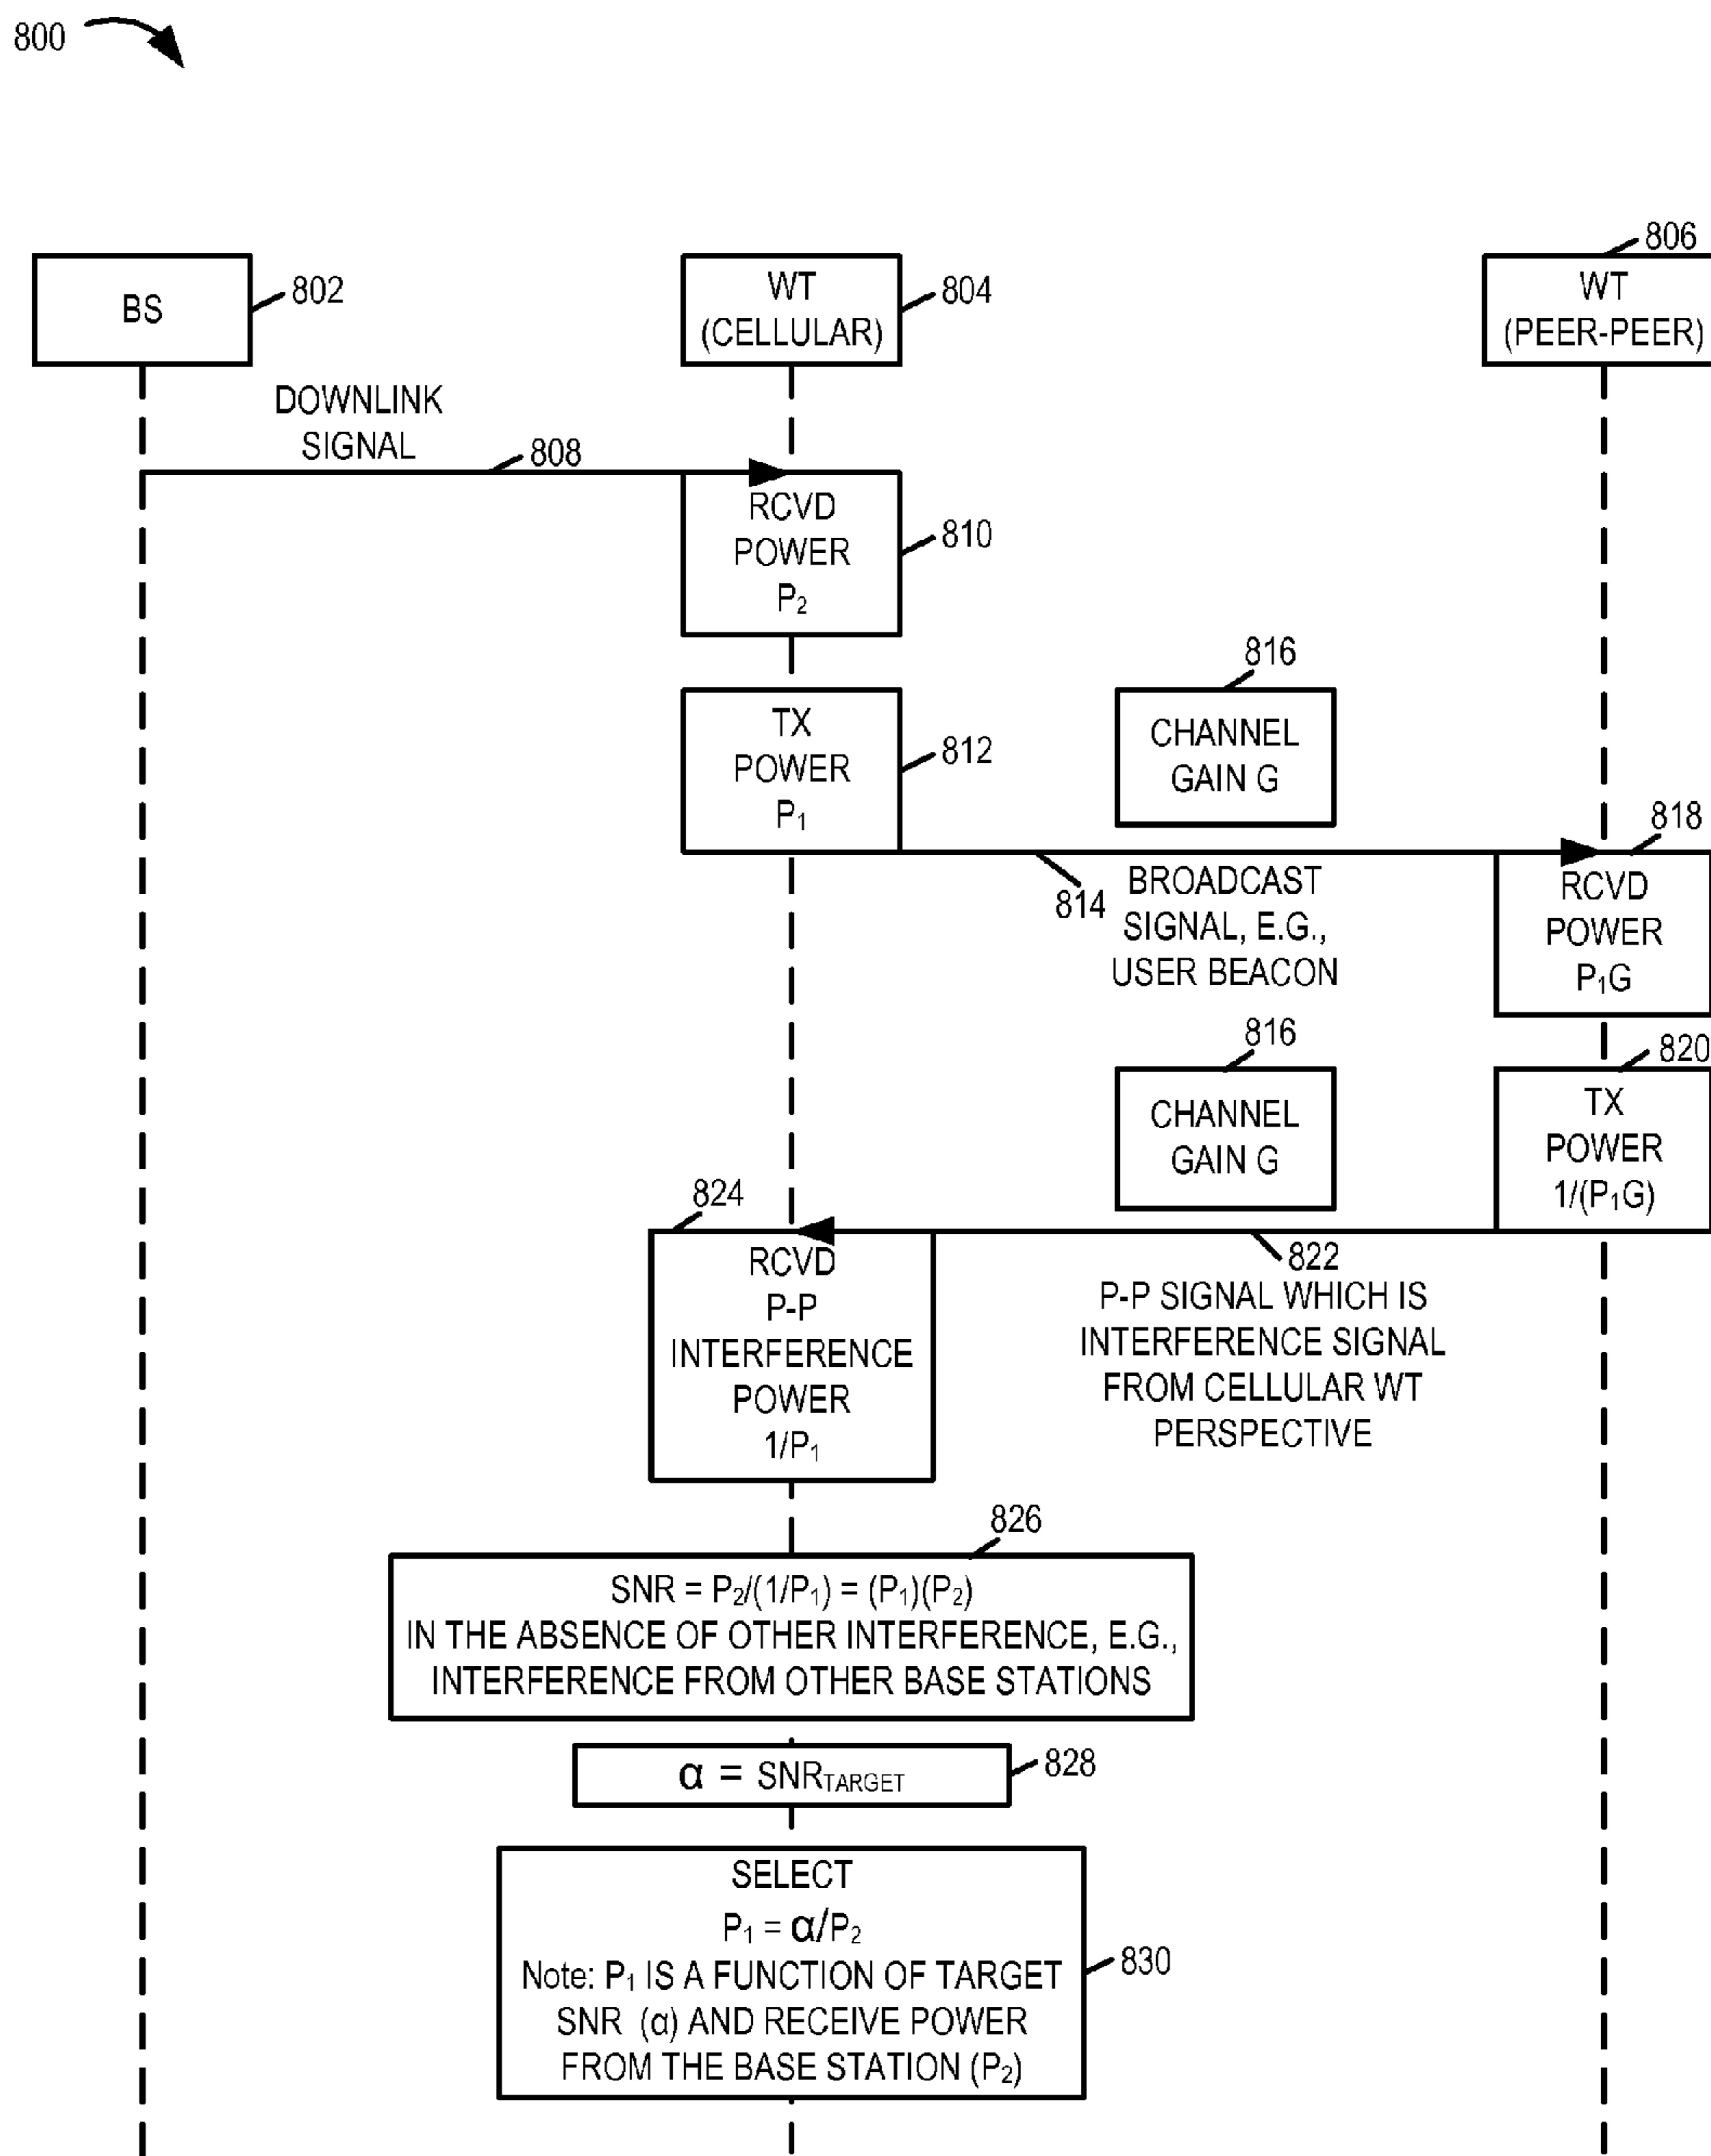 800
806
BS
802
WT
(CELLULAR)
804
WT
(PEER-PEER)
DOWNLINK
SIGNAL
808
RCVD
POWER
P₂
810
816
TX
POWER
P₁
812
CHANNEL
GAIN G
818
814
BROADCAST
SIGNAL, E.G.,
USER BEACON
RCVD
POWER
P₁G
816
820
CHANNEL
GAIN G
TX
POWER
1/(P₁G)
824
822
RCVD
P-P
INTERFERENCE
POWER
1/P₁
P-P SIGNAL WHICH IS
INTERFERENCE SIGNAL
FROM CELLULAR WT
PERSPECTIVE
826
SNR = P₂/(1/P₁) = (P₁)(P₂)
IN THE ABSENCE OF OTHER INTERFERENCE, E.G.,
INTERFERENCE FROM OTHER BASE STATIONS
α = SNR_TARGET
828
SELECT
P₁ = α/P₂
Note: P₁ IS A FUNCTION OF TARGET
SNR (α) AND RECEIVE POWER
FROM THE BASE STATION (P₂)
830